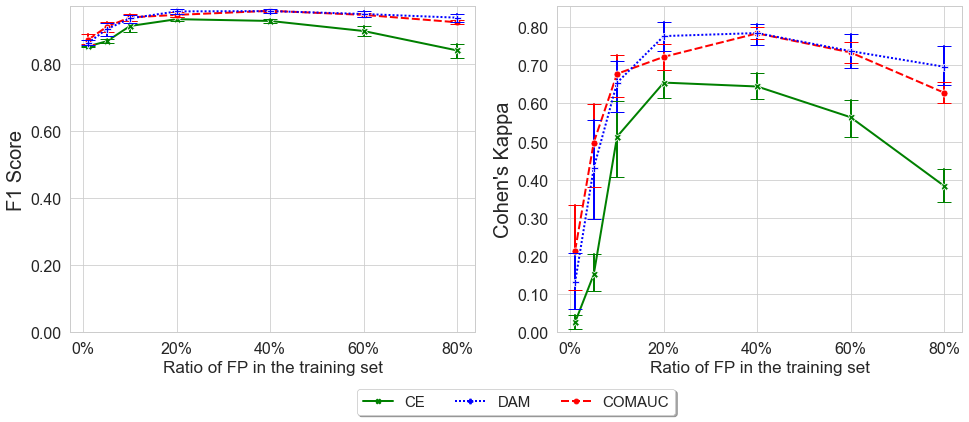 F1 Score
0.80
0.60
0.40
0.20
0.00
0% 20% 40% 60% 80%
Ratio of FP in the training set
Cohen's Kappa
0.80
0.70
0.60
0.50
0.40
0.30
0.20
0.10
0.00
0% 20% 40% 60% 80%
Ratio of FP in the training set
CE DAM COMAUC